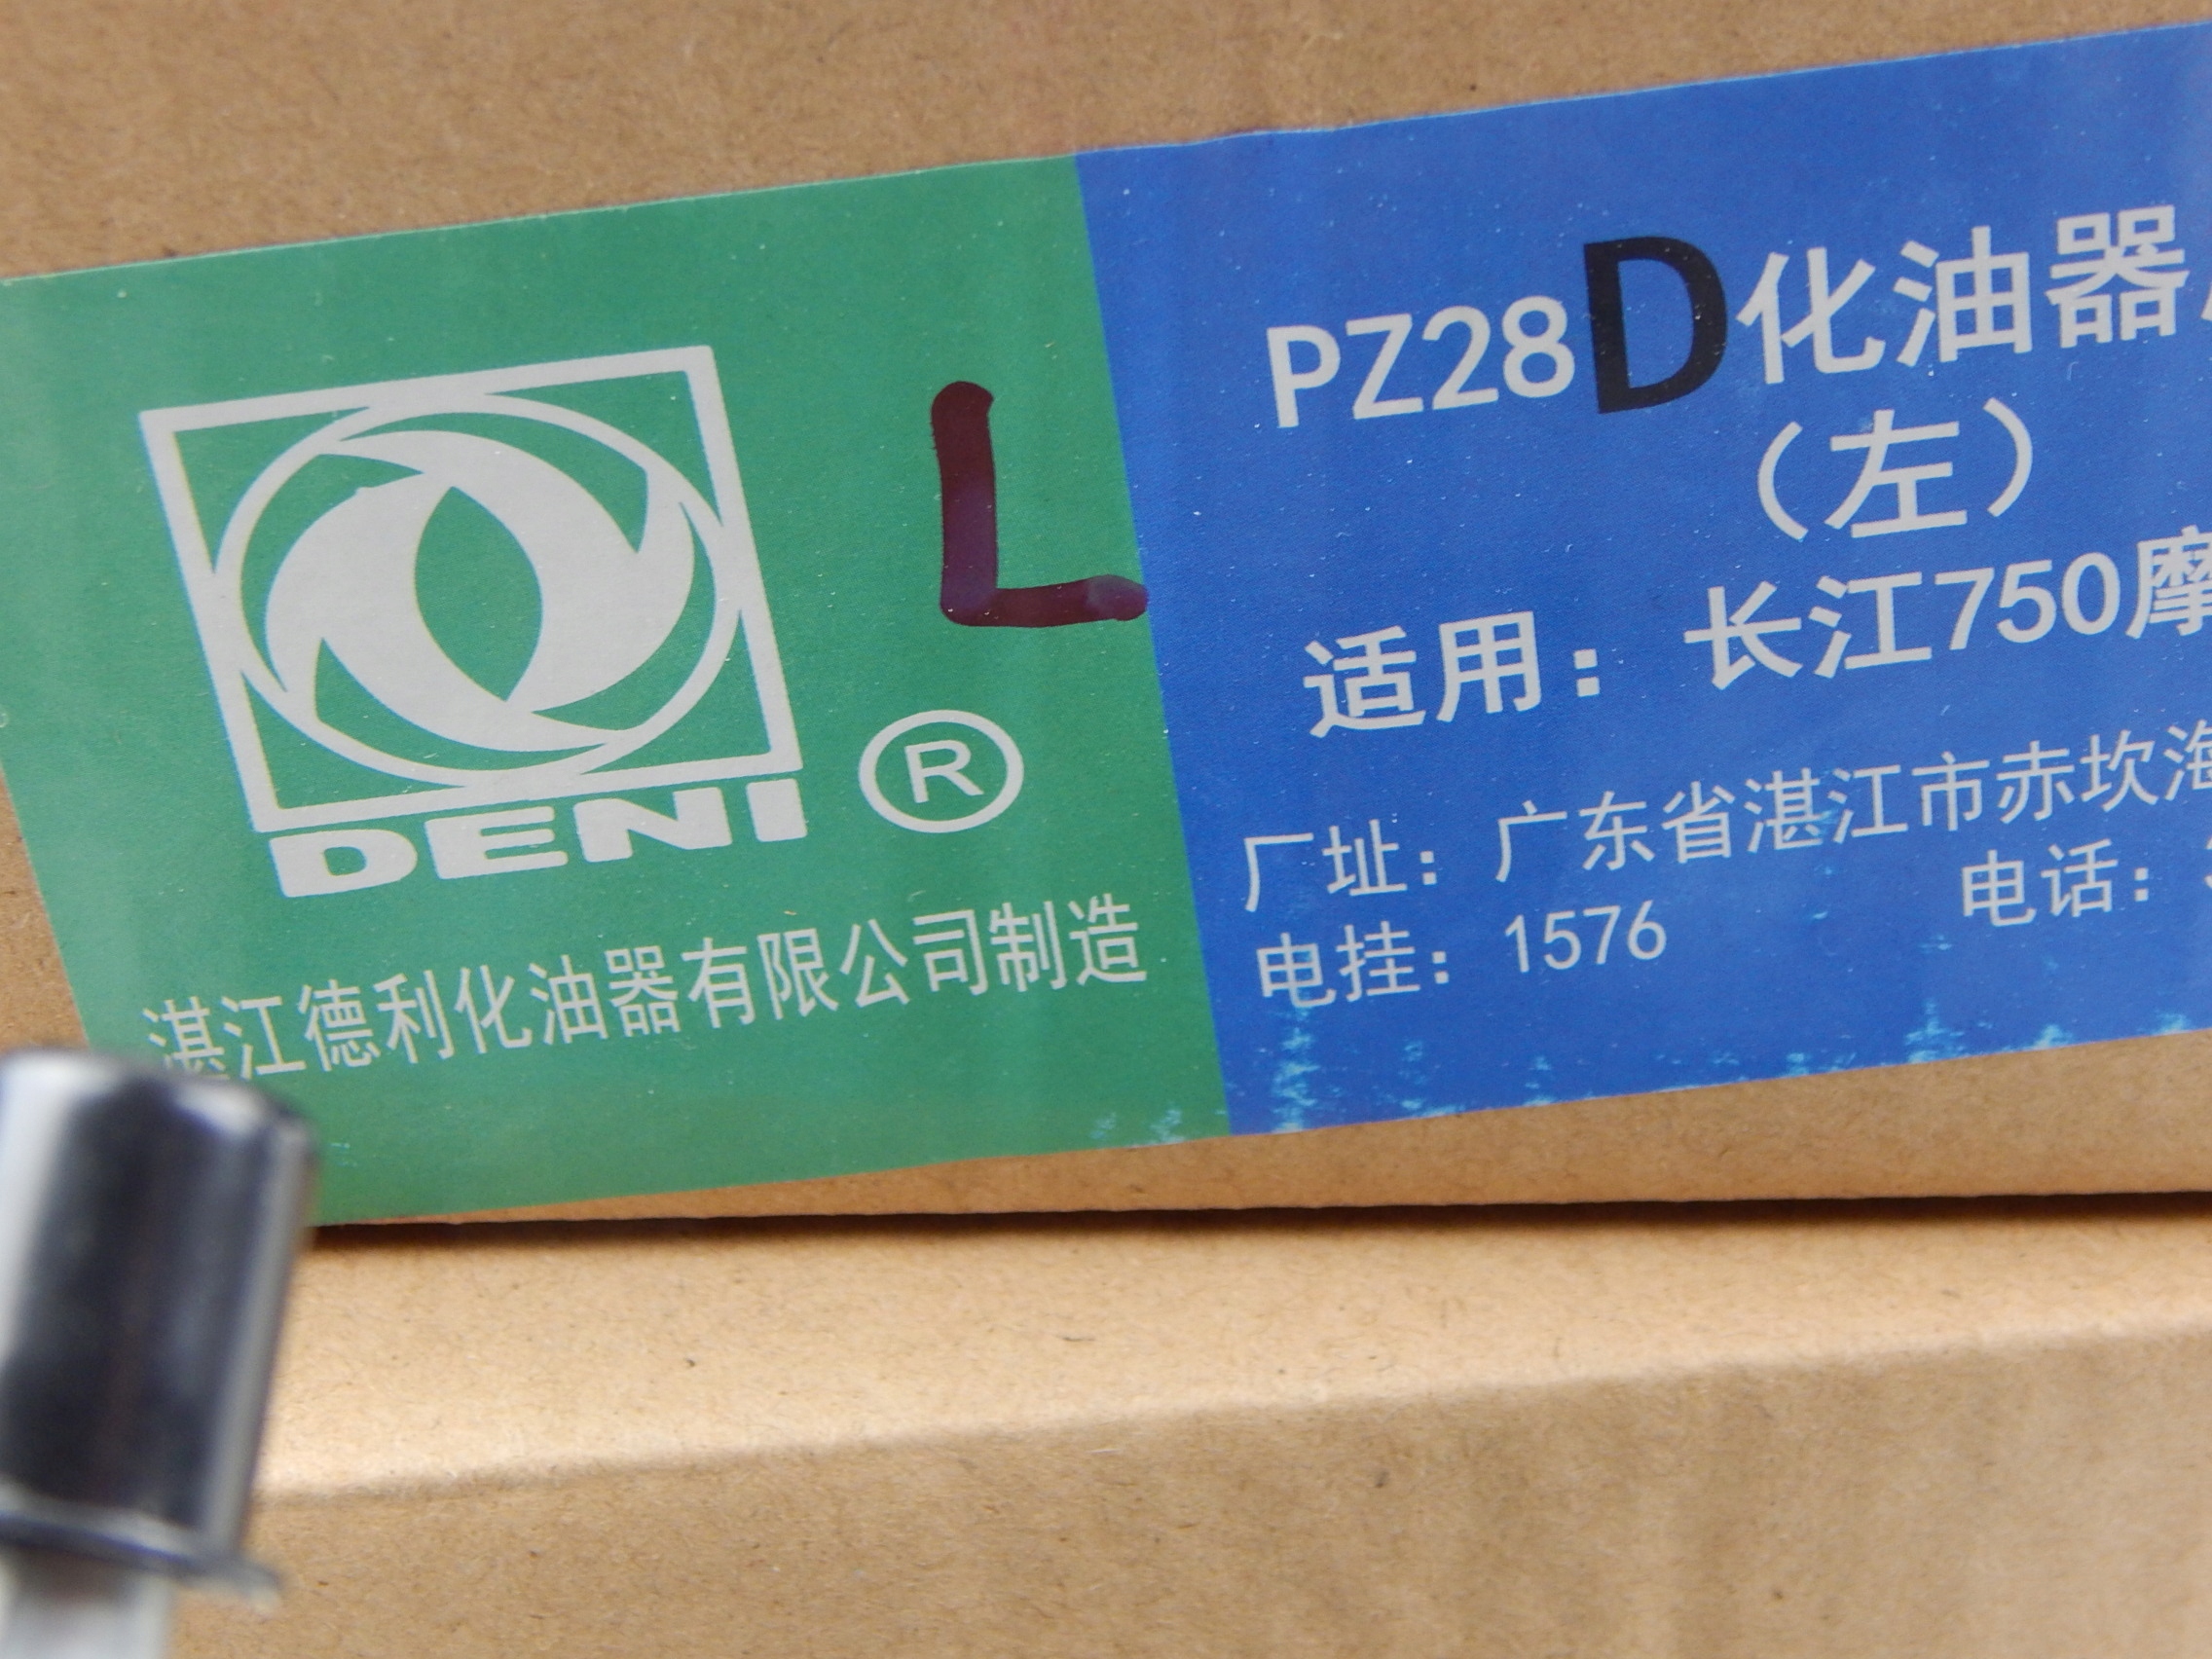 L
DENI ®
湛江德利化油器有限公司制造
PZ28D化油器
（左）
适用：长江750摩
厂址：广东省湛江市赤坎海
电挂：1576 电话：